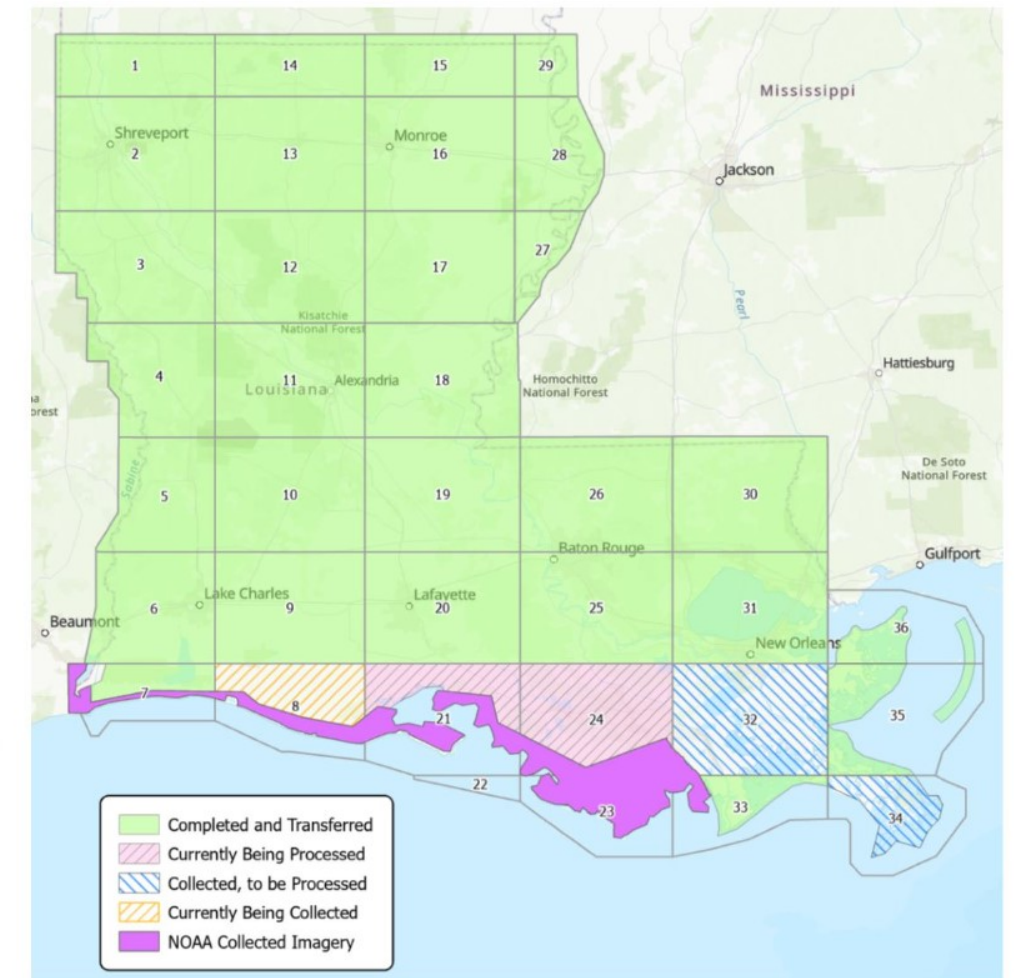 1
14
15
29
Mississippi
Shreveport
Monroe
2
13
16
28
Jackson
3
12
17
27
Kisatchie
National Forest
Pearl
4
11
Louisiana
Alexandria
18
Homochitto
National Forest
Hattiesburg
orest
De Soto
National Forest
Sabine
5
10
19
26
30
Baton Rouge
Gulfport
Lake Charles
Lafayette
6
9
20
25
31
Beaumont
New Orleans
36
7
8
21
24
32
35
22
23
33
34
Completed and Transferred
Currently Being Processed
Collected, to be Processed
Currently Being Collected
NOAA Collected Imagery